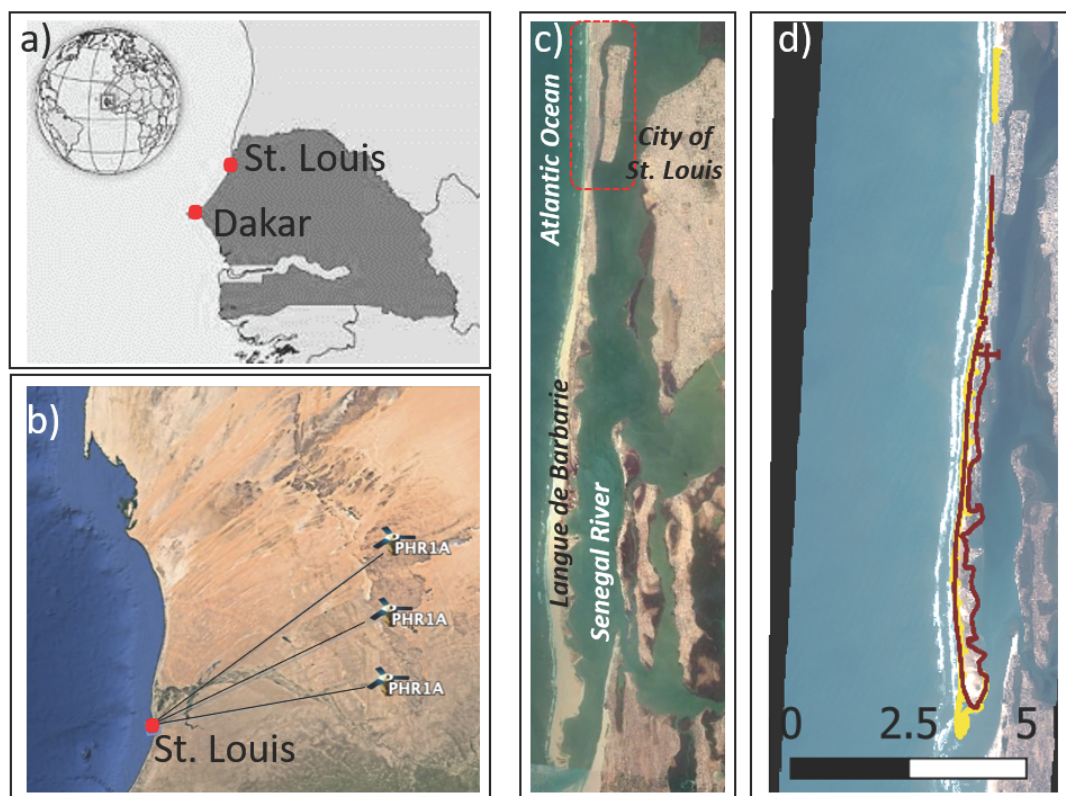 a)
St. Louis
Dakar
b)
PHR1A
PHR1A
PHR1A
St. Louis
c)
Atlantic Ocean
City of
St. Louis
Langue de Barbarie
Senegal River
d)
0 2.5 5